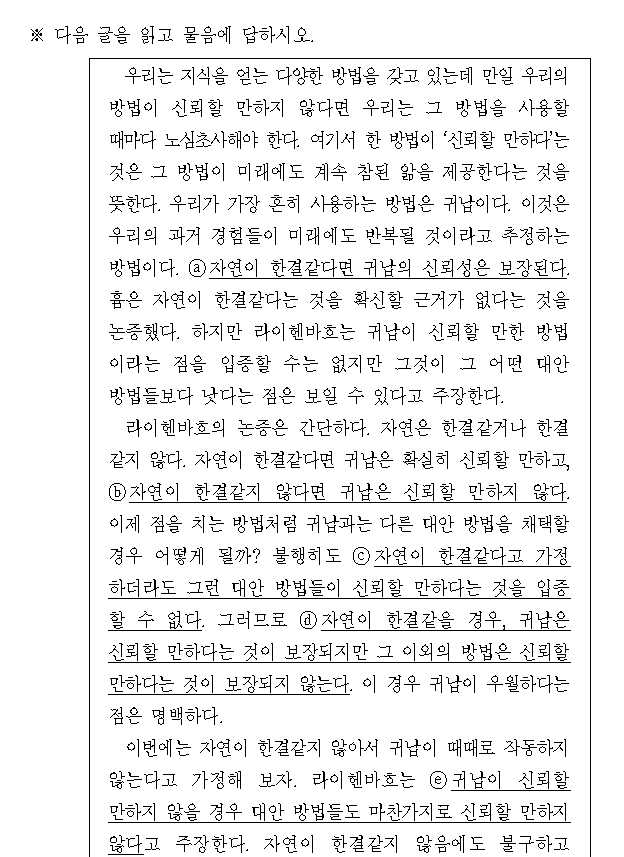 ※ 다음 글을 읽고 물음에 답하시오.
우리는 지식을 얻는 다양한 방법을 갖고 있는데 만일 우리의
방법이 신뢰할 만하지 않다면 우리는 그 방법을 사용할
때마다 노심초사해야 한다. 여기서 한 방법이 ‘신뢰할 만하다’는
것은 그 방법이 미래에도 계속 참된 앎을 제공한다는 것을
뜻한다. 우리가 가장 흔히 사용하는 방법은 귀납이다. 이것은
우리의 과거 경험들이 미래에도 반복될 것이라고 추정하는
방법이다. ⓐ자연이 한결같다면 귀납의 신뢰성은 보장된다.
흄은 자연이 한결같다는 것을 확신할 근거가 없다는 것을
논증했다. 하지만 라이헨바흐는 귀납이 신뢰할 만한 방법
이라는 점을 입증할 수는 없지만 그것이 그 어떤 대안
방법들보다 낫다는 점은 보일 수 있다고 주장한다.
라이헨바흐의 논증은 간단하다. 자연은 한결같거나 한결
같지 않다. 자연이 한결같다면 귀납은 확실히 신뢰할 만하고,
ⓑ자연이 한결같지 않다면 귀납은 신뢰할 만하지 않다.
이제 점을 치는 방법처럼 귀납과는 다른 대안 방법을 채택할
경우 어떻게 될까? 불행히도 ⓒ자연이 한결같다고 가정
하더라도 그런 대안 방법들이 신뢰할 만하다는 것을 입증
할 수 없다. 그러므로 ⓓ자연이 한결같을 경우, 귀납은
신뢰할 만하다는 것이 보장되지만 그 이외의 방법은 신뢰할
만하다는 것이 보장되지 않는다. 이 경우 귀납이 우월하다는
점은 명백하다.
이번에는 자연이 한결같지 않아서 귀납이 때때로 작동하지
않는다고 가정해 보자. 라이헨바흐는 ⓔ귀납이 신뢰할
만하지 않을 경우 대안 방법들도 마찬가지로 신뢰할 만하지
않다고 주장한다. 자연이 한결같지 않음에도 불구하고